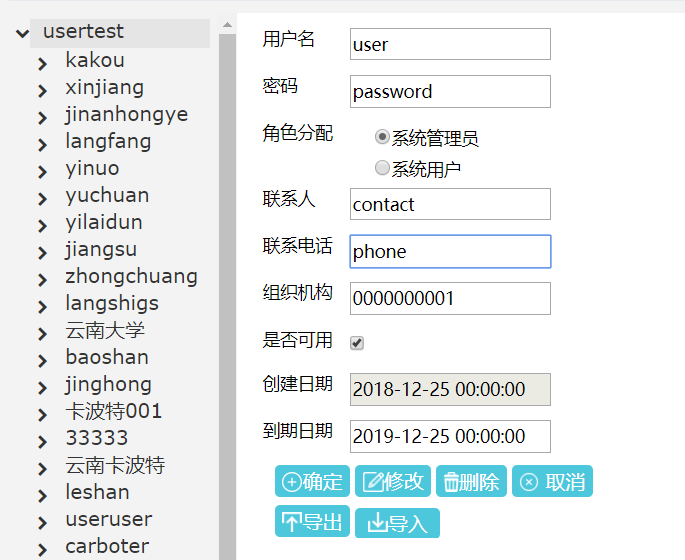 usertest
kakou
xinjiang
jinanhongye
langfang
yinuo
yuchuan
yilaidun
jiangsu
zhongchuang
langshigs
云南大学
baoshan
jinghong
卡波特001
33333
云南卡波特
leshan
useruser
carboter
用户名 user
密码 password
角色分配 系统管理员
系统用户
联系人 contact
联系电话 phone
组织机构 0000000001
是否可用
创建日期 2018-12-25 00:00:00
到期日期 2019-12-25 00:00:00
确定 修改 删除 取消
导出 导入